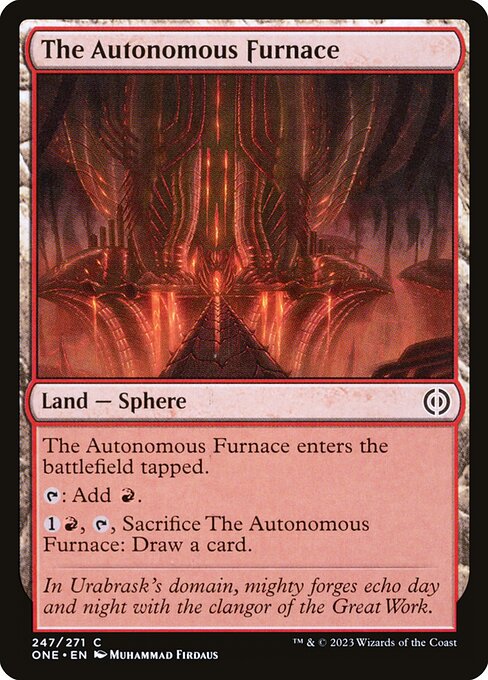 The Autonomous Furnace
Land — Sphere
The Autonomous Furnace enters the
battlefield tapped.
: Add .
1 , , Sacrifice The Autonomous
Furnace: Draw a card.
In Urabrask's domain, mighty forges echo day
and night with the clangor of the Great Work.
247/271 C
ONE • EN Muhammad Firdaus
™ & © 2023 Wizards of the Coast